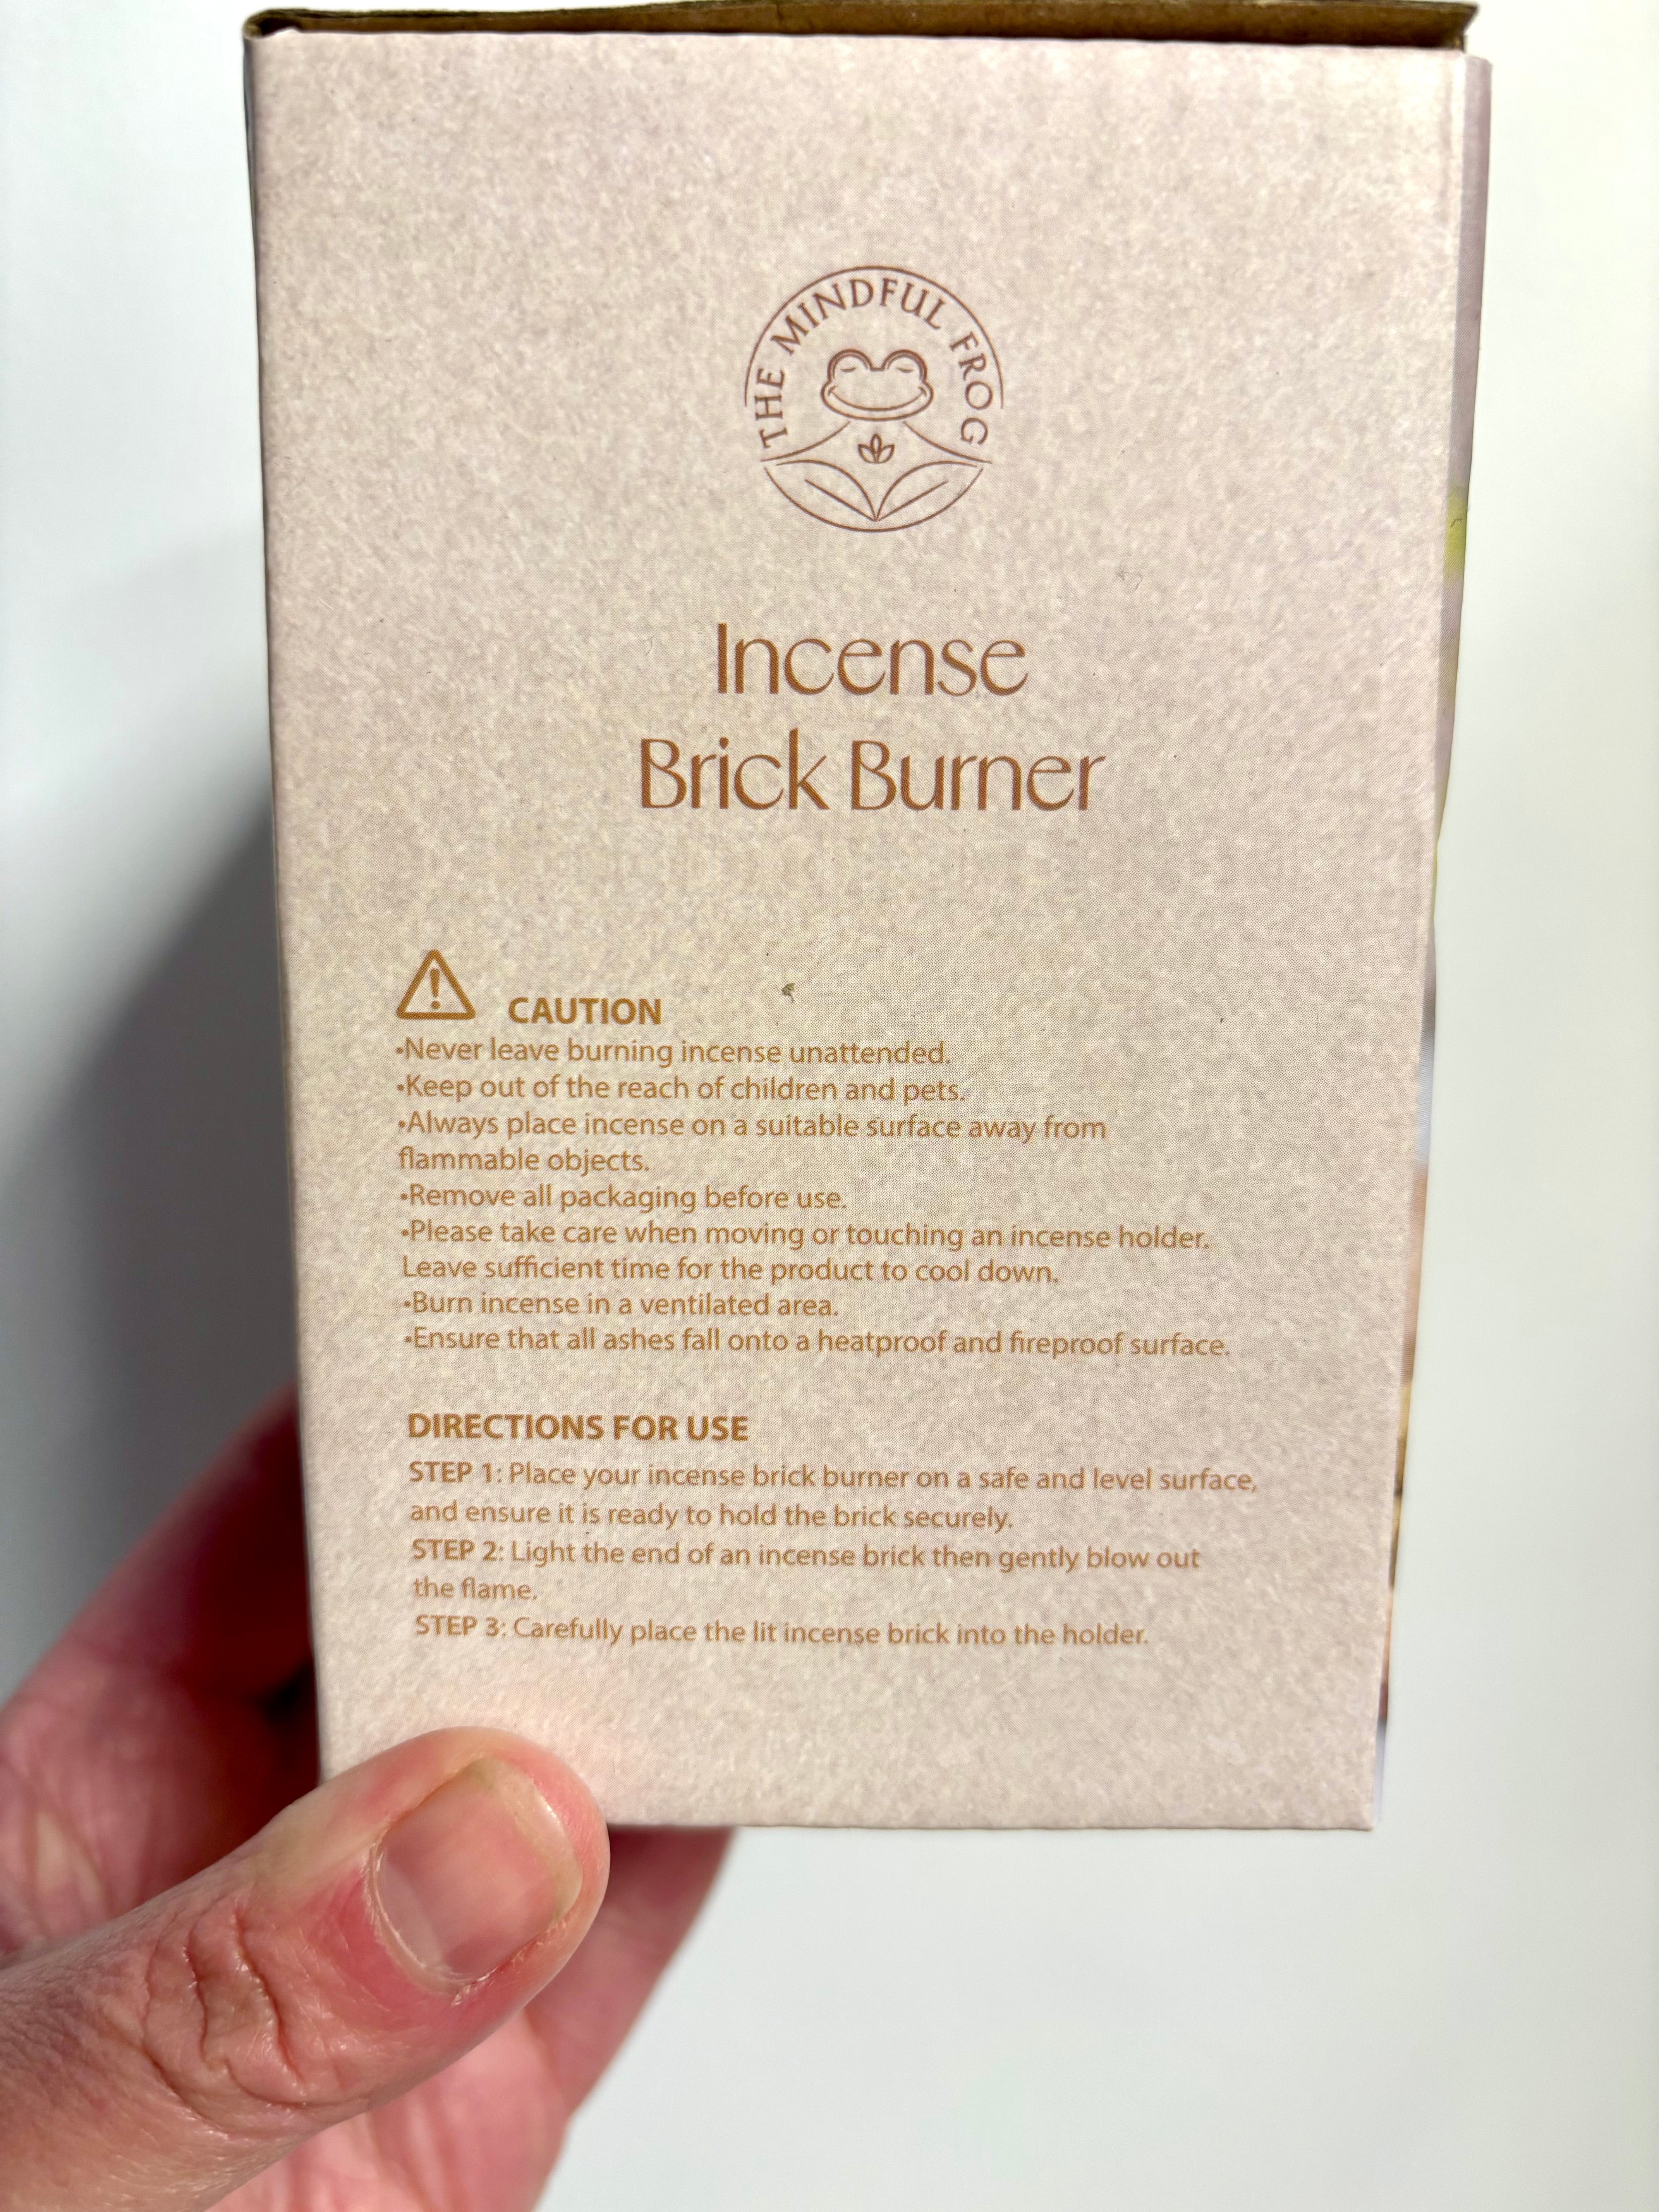 THE MINDFUL FROG
Incense
Brick Burner
CAUTION
•Never leave burning incense unattended.
•Keep out of the reach of children and pets.
•Always place incense on a suitable surface away from
flammable objects.
•Remove all packaging before use.
•Please take care when moving or touching an incense holder.
Leave sufficient time for the product to cool down.
•Burn incense in a ventilated area.
•Ensure that all ashes fall onto a heatproof and fireproof surface.
DIRECTIONS FOR USE
STEP 1: Place your incense brick burner on a safe and level surface,
and ensure it is ready to hold the brick securely.
STEP 2: Light the end of an incense brick then gently blow out
the flame.
STEP 3: Carefully place the lit incense brick into the holder.